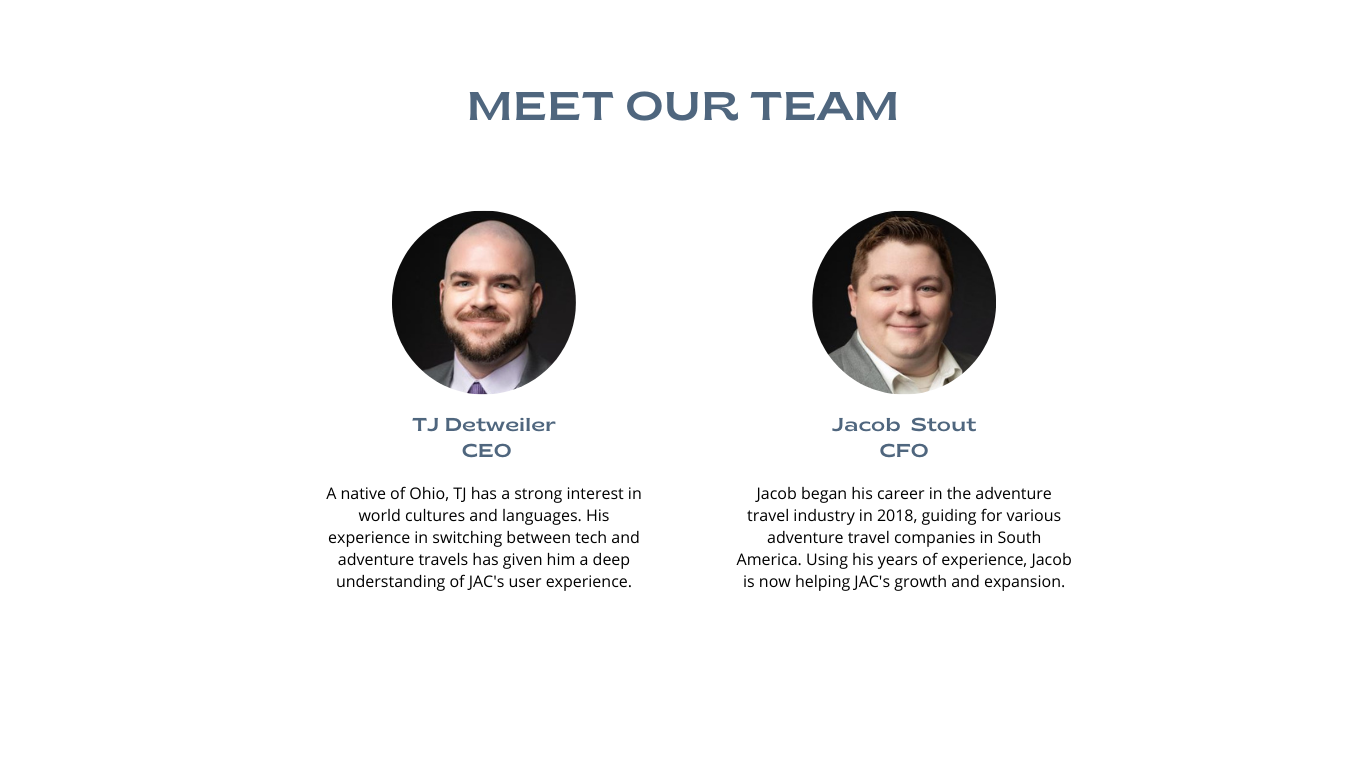 MEET OUR TEAM
TJ Detweiler
CEO
A native of Ohio, TJ has a strong interest in
world cultures and languages. His
experience in switching between tech and
adventure travels has given him a deep
understanding of JAC's user experience.
Jacob  Stout
CFO
Jacob began his career in the adventure
travel industry in 2018, guiding for various
adventure travel companies in South
America. Using his years of experience, Jacob
is now helping JAC's growth and expansion.